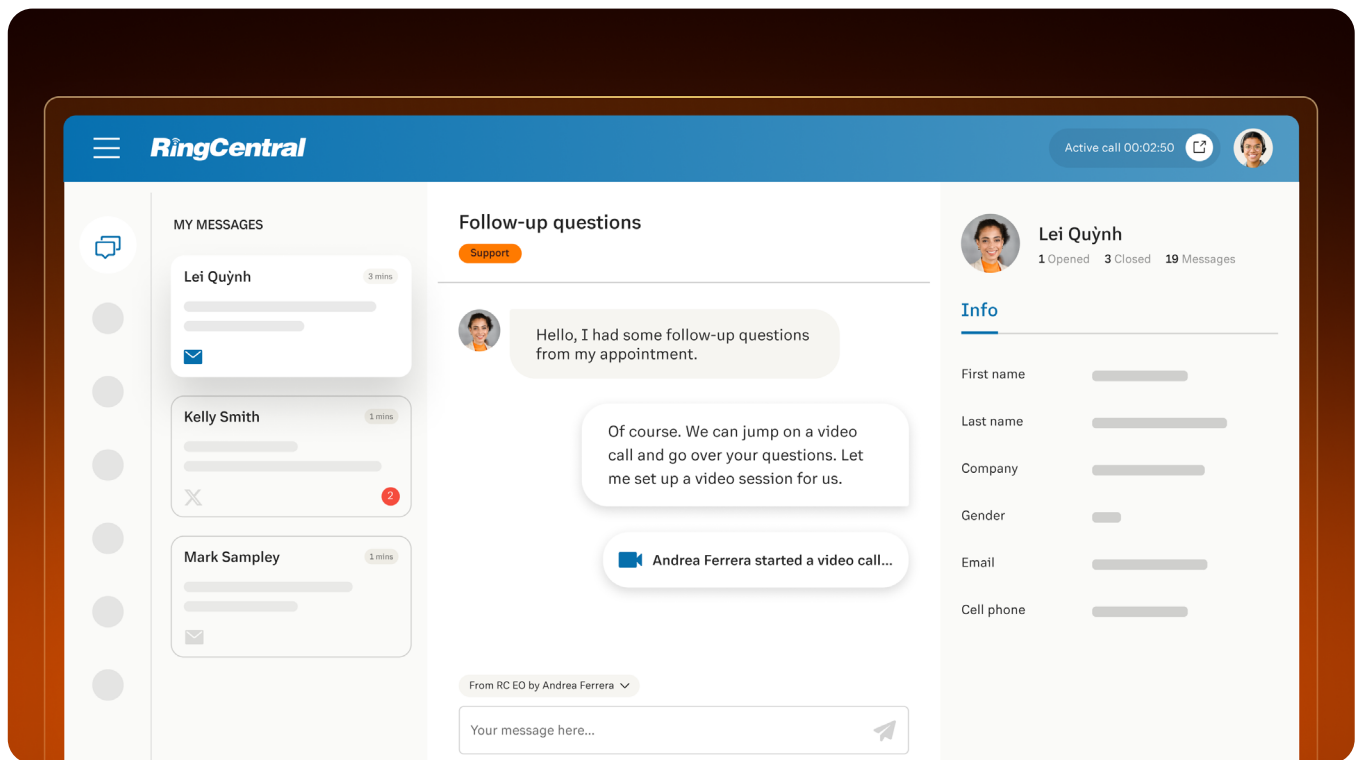 RingCentral
Active call 00:02:50
MY MESSAGES
Lei Quỳnh
3 mins
Kelly Smith
1 mins
2
Mark Sampley
1 mins
Follow-up questions
Support
Hello, I had some follow-up questions
from my appointment.
Of course. We can jump on a video
call and go over your questions. Let
me set up a video session for us.
Andrea Ferrera started a video call...
From RC EO by Andrea Ferrera
Your message here...
Lei Quỳnh
1 Opened 3 Closed 19 Messages
Info
First name
Last name
Company
Gender
Email
Cell phone